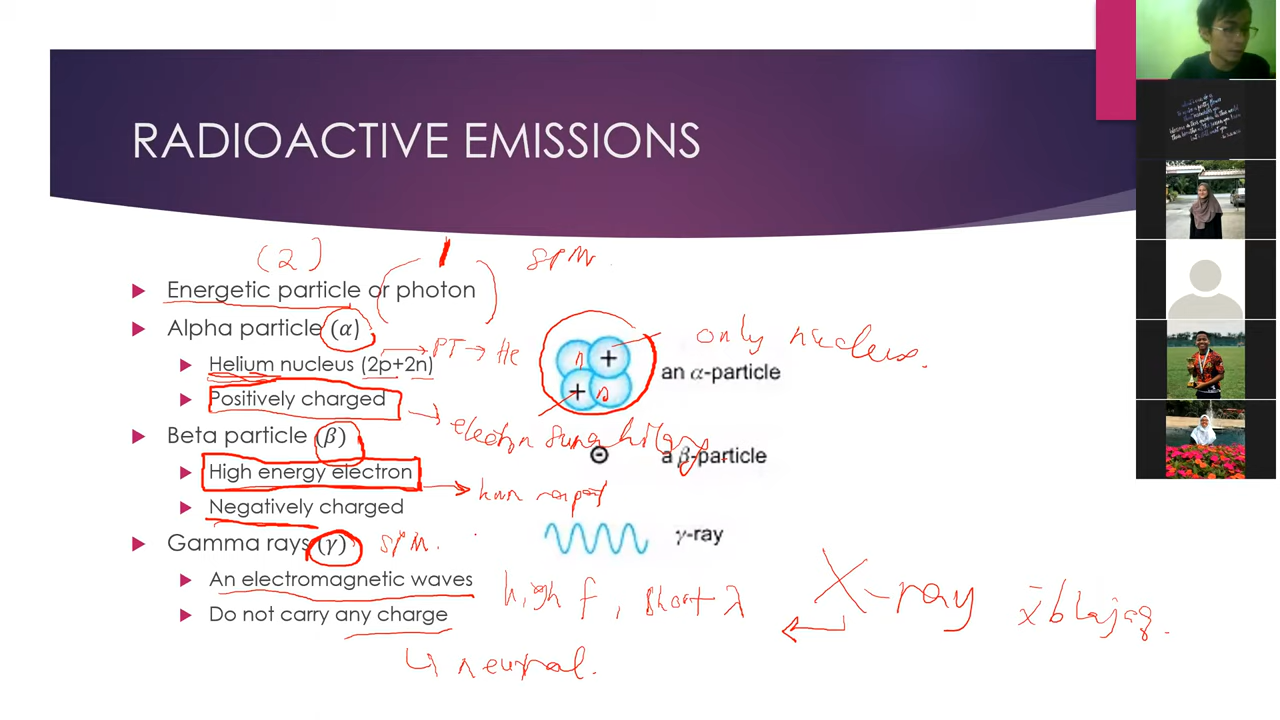 RADIOACTIVE EMISSIONS
(2)
SPM.
Energetic particle or photon
Alpha particle (α)
only nucleus.
Helium nucleus (2p+2n)
PT → He
n +
an α-particle
+ n
Positively charged
electron
Beta particle (β)
a β-particle
High energy electron
Negatively charged
Gamma rays (γ)
SPM.
γ-ray
An electromagnetic waves
high f, short λ
X-ray
Do not carry any charge
neutral.